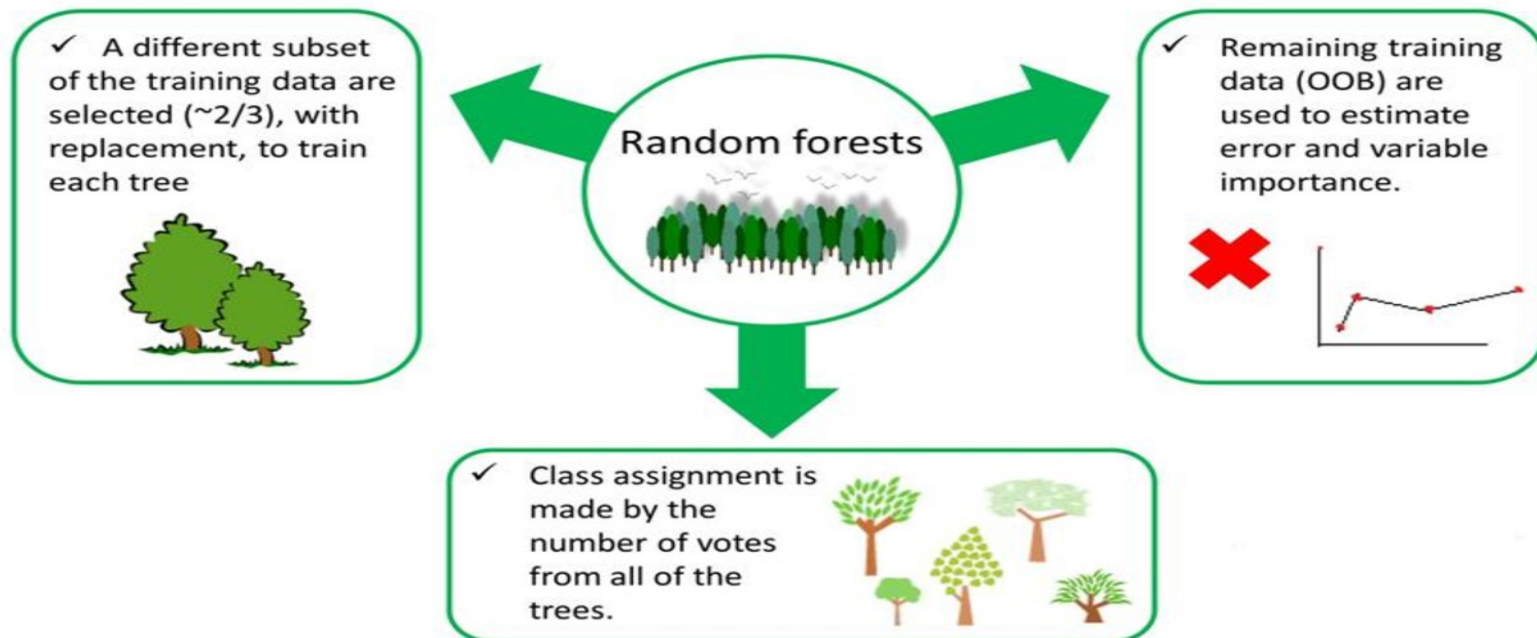 ✓ A different subset
of the training data are
selected (~2/3), with
replacement, to train
each tree
Random forests
✓ Remaining training
data (OOB) are
used to estimate
error and variable
importance.
✓ Class assignment is
made by the
number of votes
from all of the
trees.